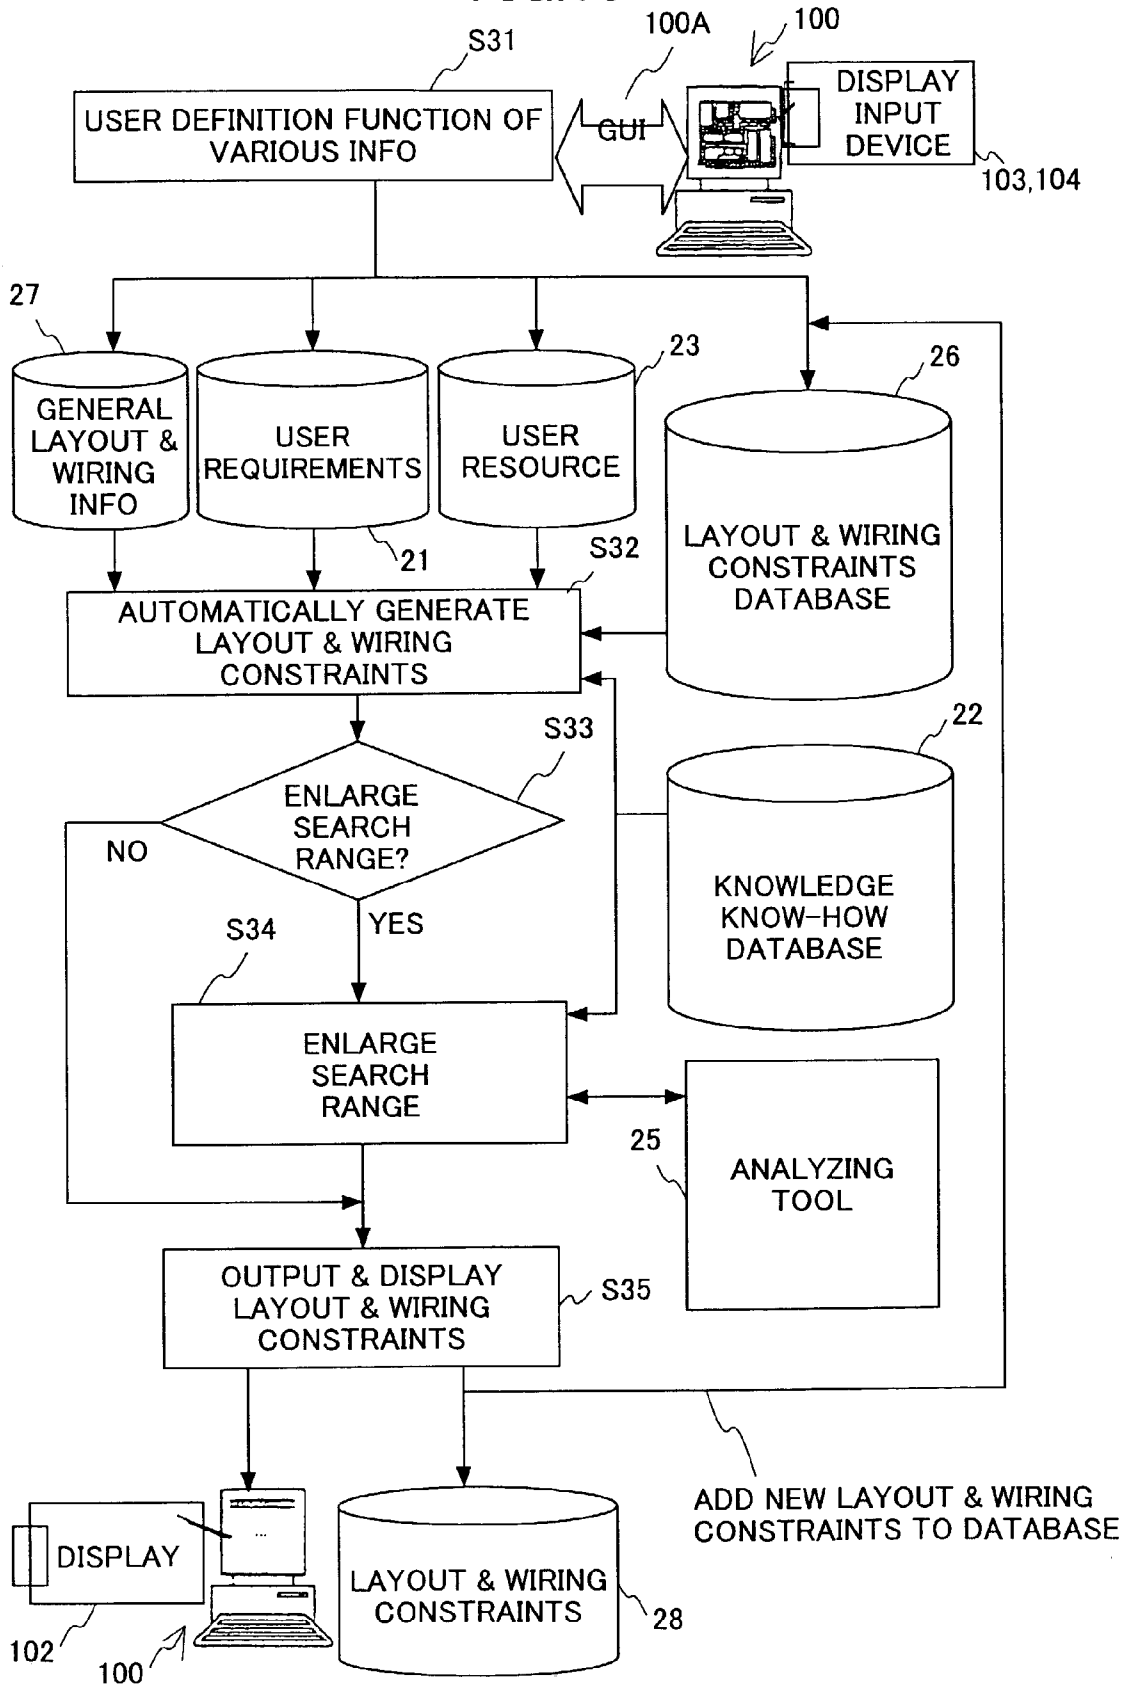 S31
100A
100
USER DEFINITION FUNCTION OF
VARIOUS INFO
GUI
DISPLAY
INPUT
DEVICE
103,104
27
23
26
GENERAL
LAYOUT &
WIRING
INFO
USER
REQUIREMENTS
USER
RESOURCE
LAYOUT & WIRING
CONSTRAINTS
DATABASE
21
S32
AUTOMATICALLY GENERATE
LAYOUT & WIRING
CONSTRAINTS
S33
22
ENLARGE
SEARCH
RANGE?
NO
YES
KNOWLEDGE
KNOW-HOW
DATABASE
S34
ENLARGE
SEARCH
RANGE
25
ANALYZING
TOOL
OUTPUT & DISPLAY
LAYOUT & WIRING
CONSTRAINTS
S35
ADD NEW LAYOUT & WIRING
CONSTRAINTS TO DATABASE
DISPLAY
102
100
LAYOUT & WIRING
CONSTRAINTS
28